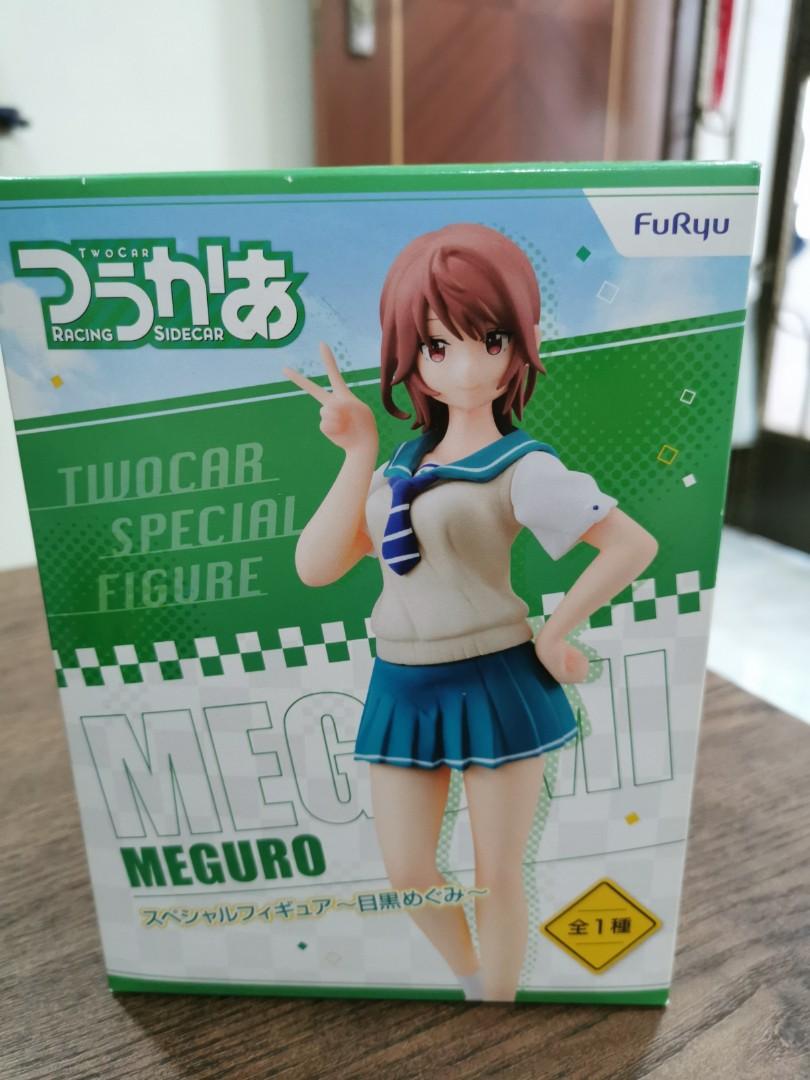 FuRyu
TwoCar
つうかあ
Racing Sidecar
TWOCAR
SPECIAL
FIGURE
MEGUMI
MEGURO
スペシャルフィギュア～目黒めぐみ～
全1種